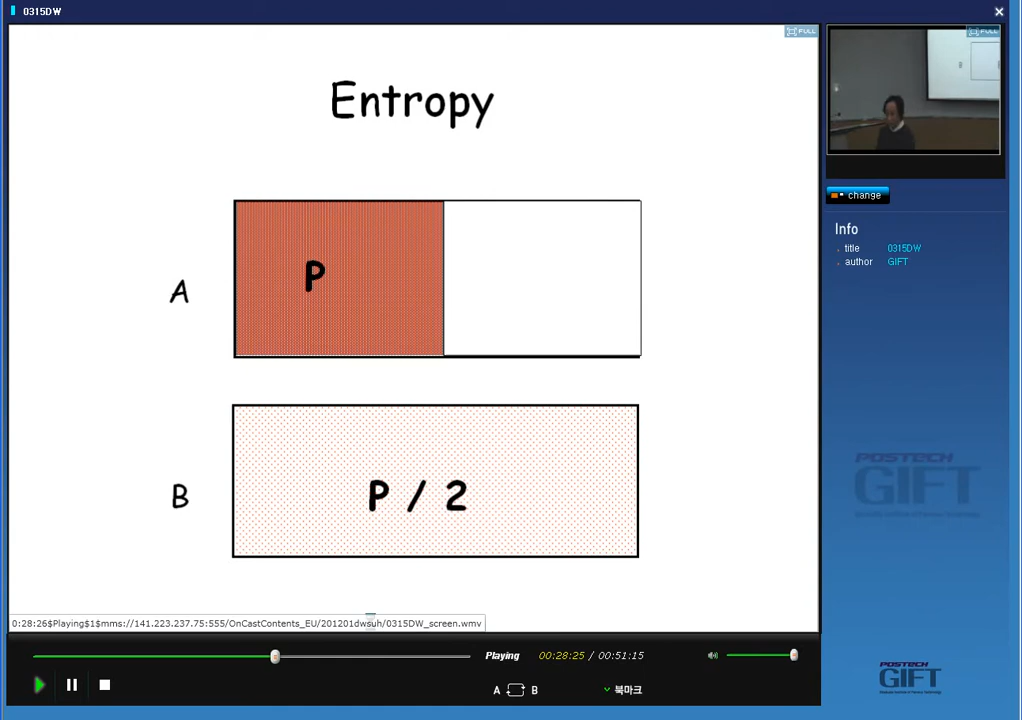 0315DW
FULL
FULL
Entropy
P
A
B
P / 2
change
Info
. title 0315DW
. author GIFT
POSTECH
GIFT
0:28:26$Playing$1$mms://141.223.237.75:555/OnCastContents_EU/201201dwsuh/0315DW_screen.wmv
Playing 00:28:25 / 00:51:15
A B
북마크
POSTECH
GIFT